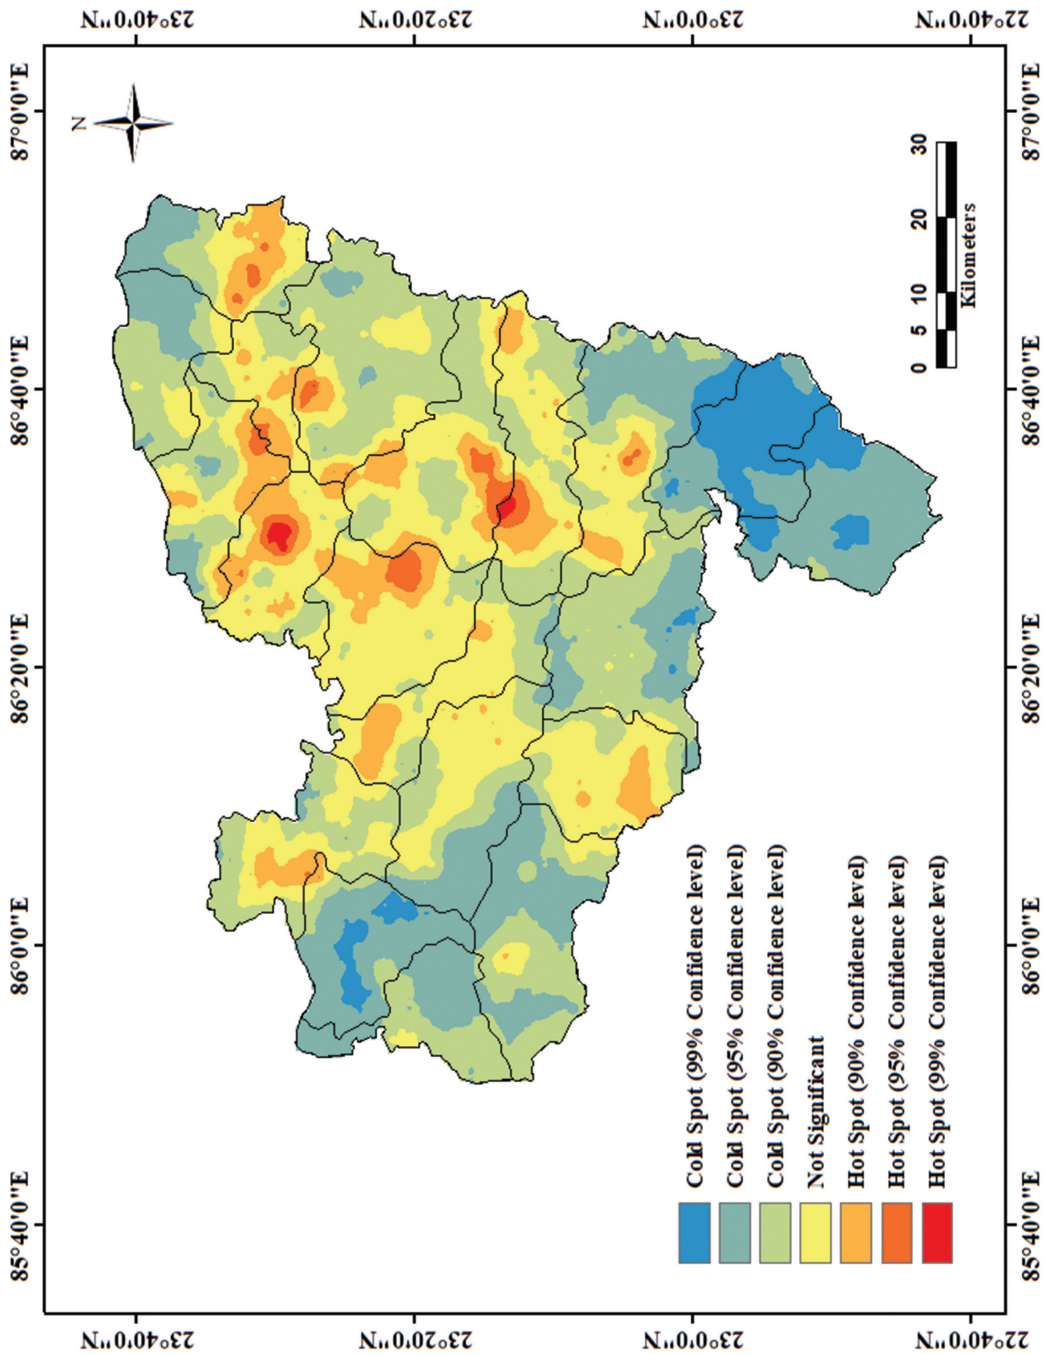 23°40'0"N
23°20'0"N
23°0'0"N
22°40'0"N
87°0'0"E
86°40'0"E
86°20'0"E
86°0'0"E
85°40'0"E
N
87°0'0"E
86°40'0"E
86°20'0"E
86°0'0"E
85°40'0"E
0 5 10 20 30
Kilometers
Cold Spot (99% Confidence level)
Cold Spot (95% Confidence level)
Cold Spot (90% Confidence level)
Not Significant
Hot Spot (90% Confidence level)
Hot Spot (95% Confidence level)
Hot Spot (99% Confidence level)
23°40'0"N
23°20'0"N
23°0'0"N
22°40'0"N